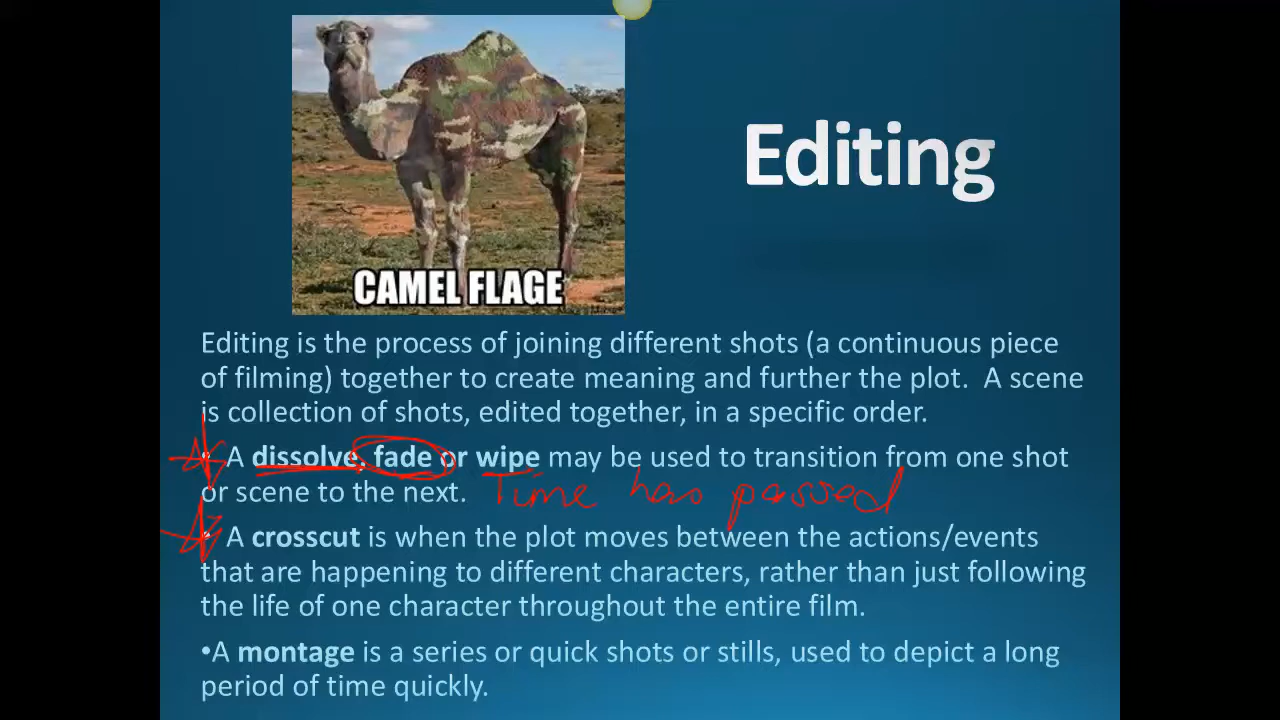 CAMEL FLAGE
Editing
Editing is the process of joining different shots (a continuous piece
of filming) together to create meaning and further the plot.  A scene
is collection of shots, edited together, in a specific order.
• A dissolve, fade or wipe may be used to transition from one shot
or scene to the next. Time has passed
• A crosscut is when the plot moves between the actions/events
that are happening to different characters, rather than just following
the life of one character throughout the entire film.
•A montage is a series or quick shots or stills, used to depict a long
period of time quickly.